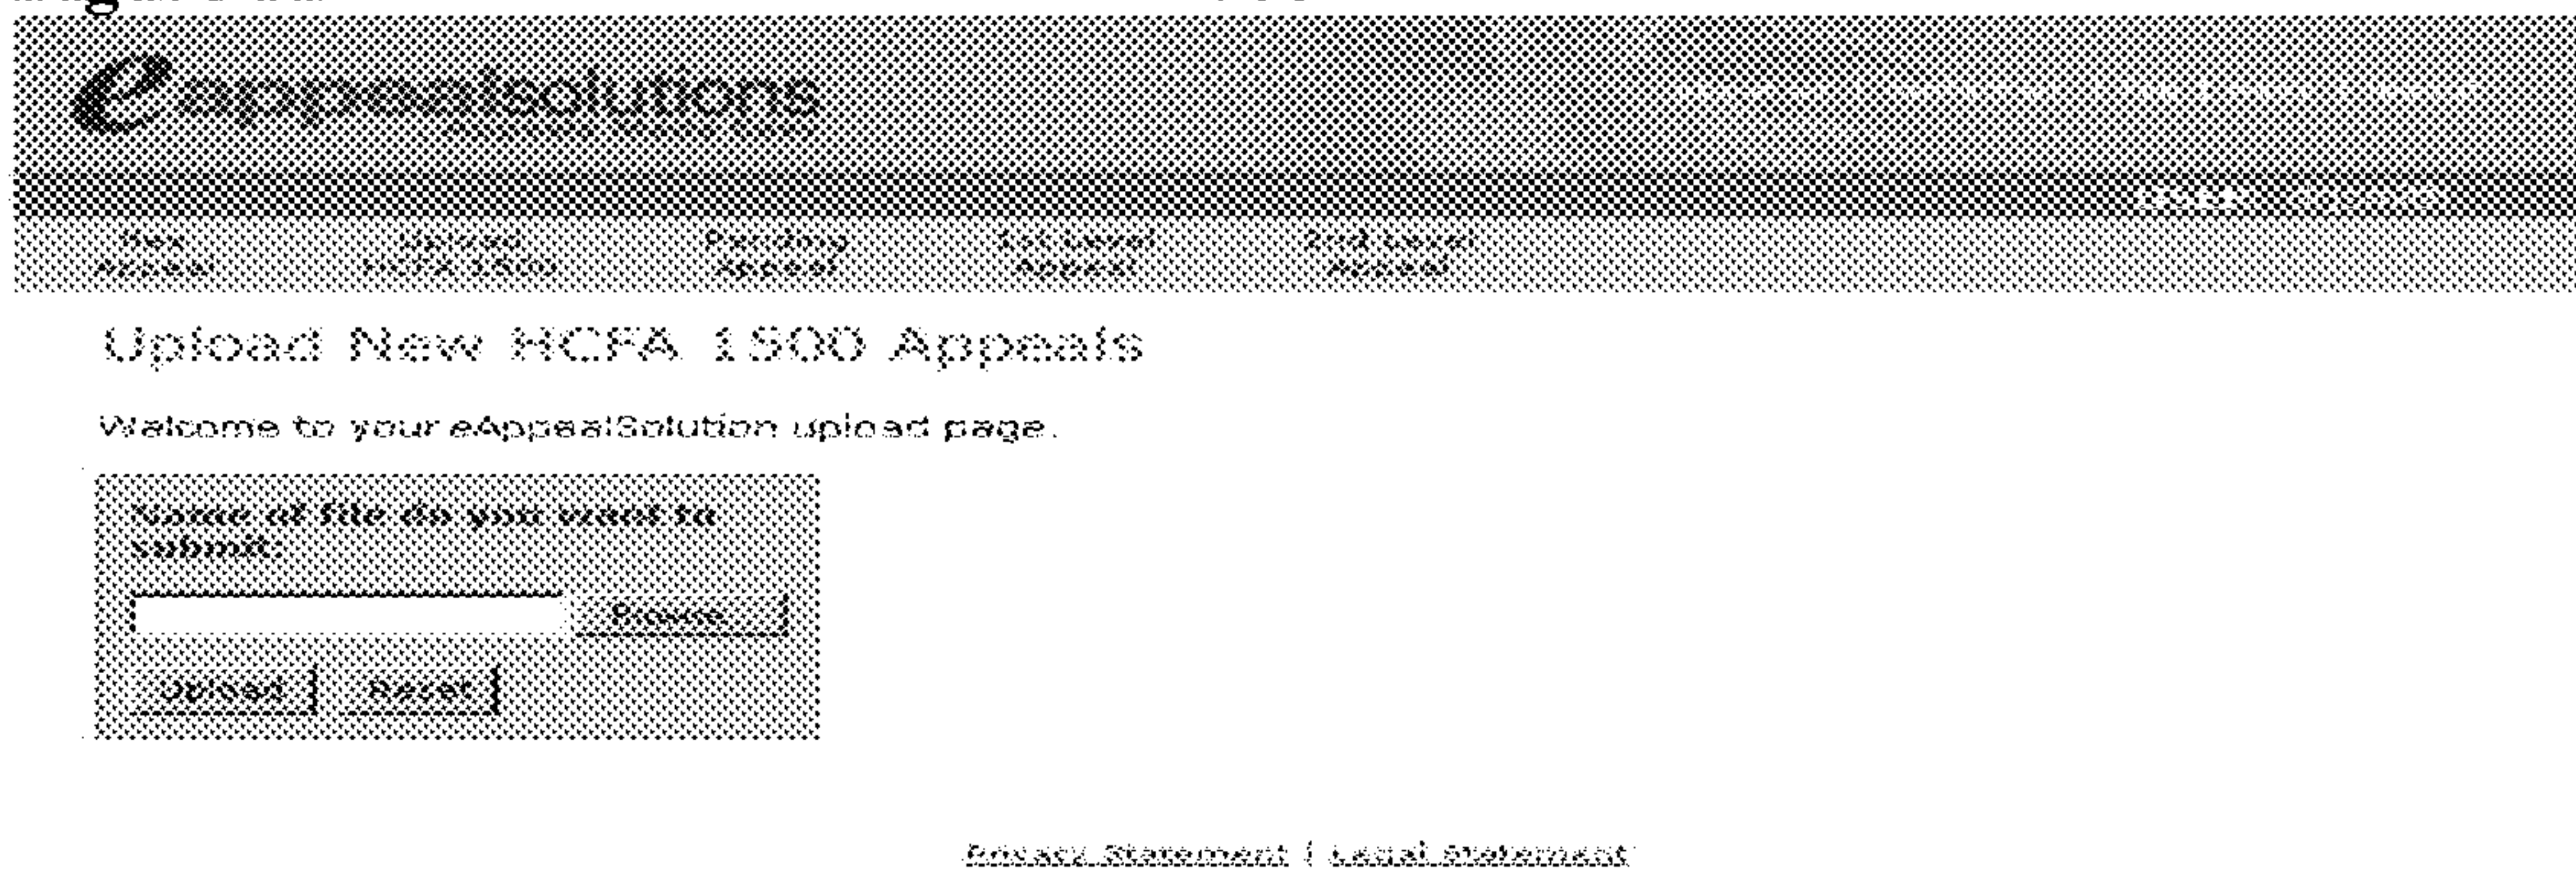 eappealsolutions
New Upload Pending 1st Level 2nd Level
Appeal HCFA 1500 Appeal Appeal Appeal
Upload New HCFA 1500 Appeals
Welcome to your eAppealSolution upload page.
Name of file do you want to
submit:
Browse...
Upload Reset
Privacy Statement | Legal Statement